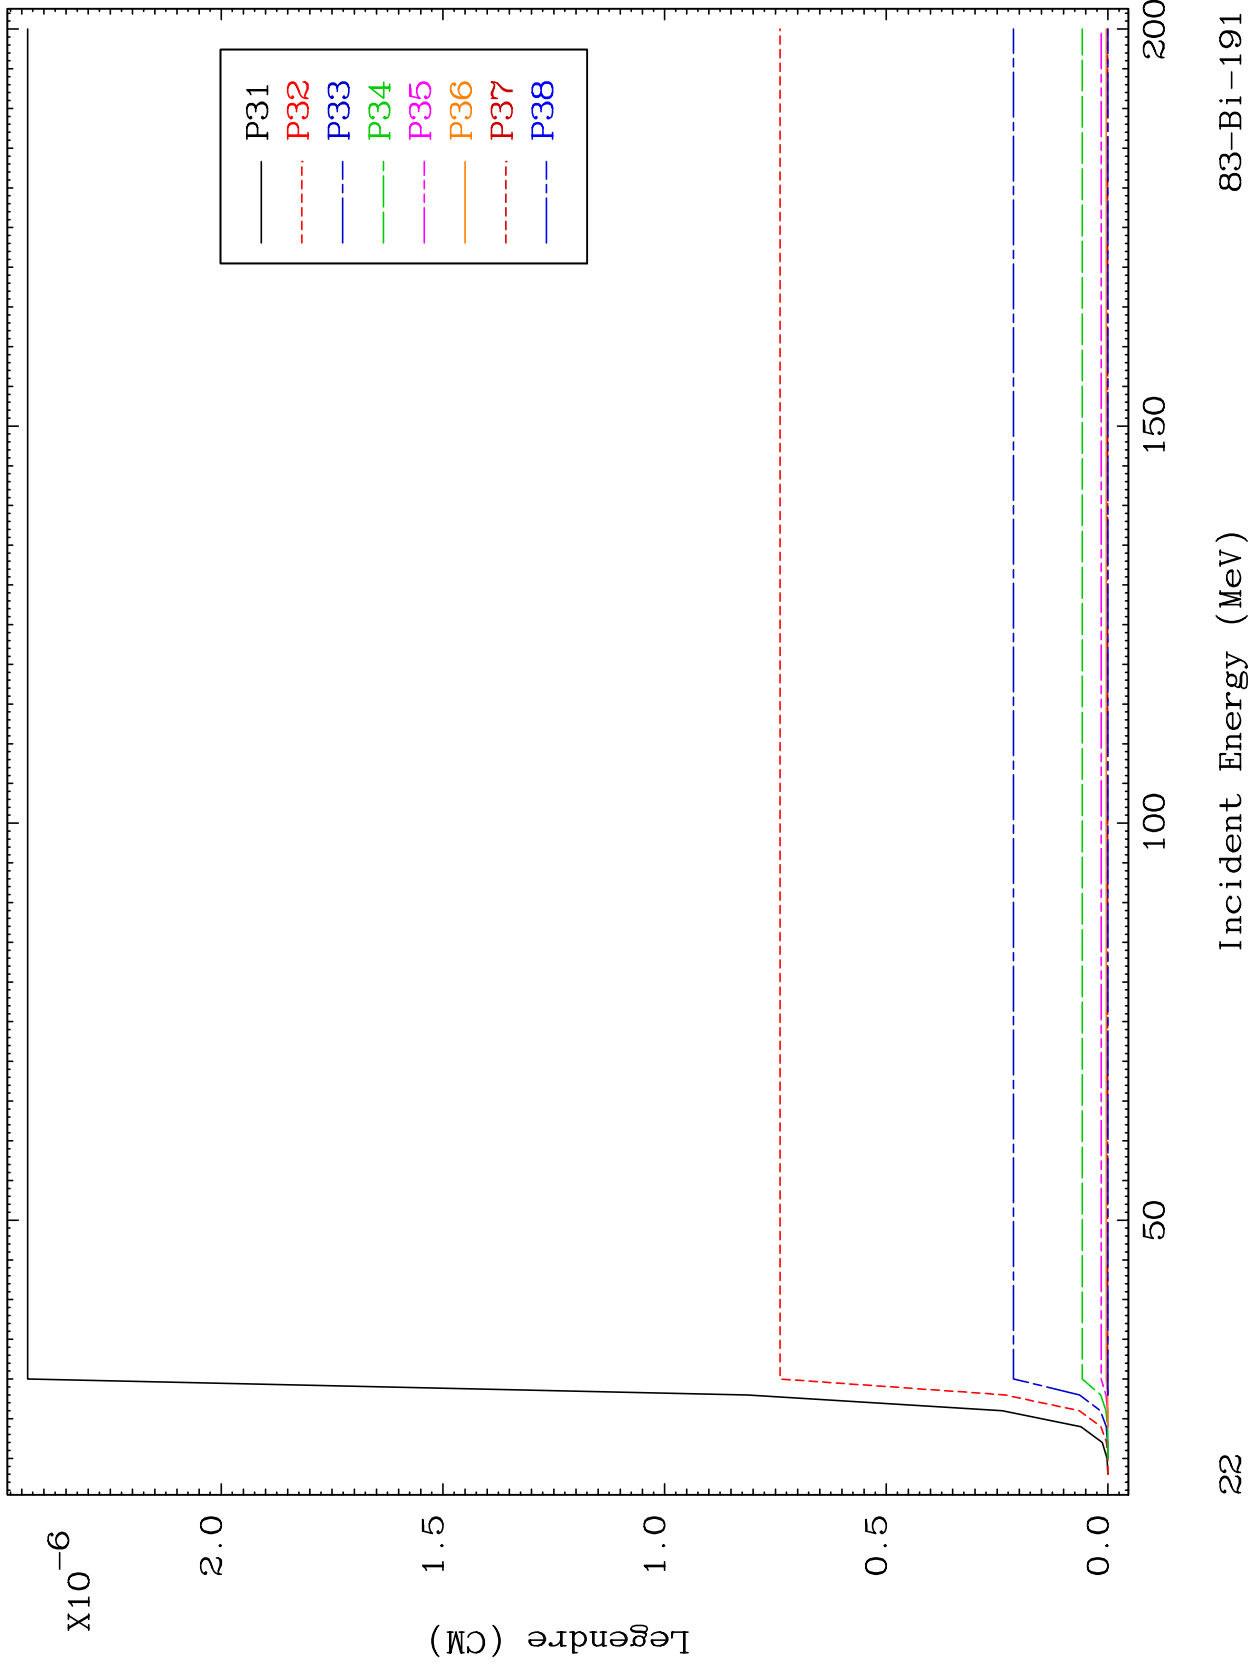 X10-6
2.0
1.5
1.0
0.5
0.0
Legendre (CM)
P31
P32
P33
P34
P35
P36
P37
P38
50
100
150
200
Incident Energy (MeV)
22
83-Bi-191